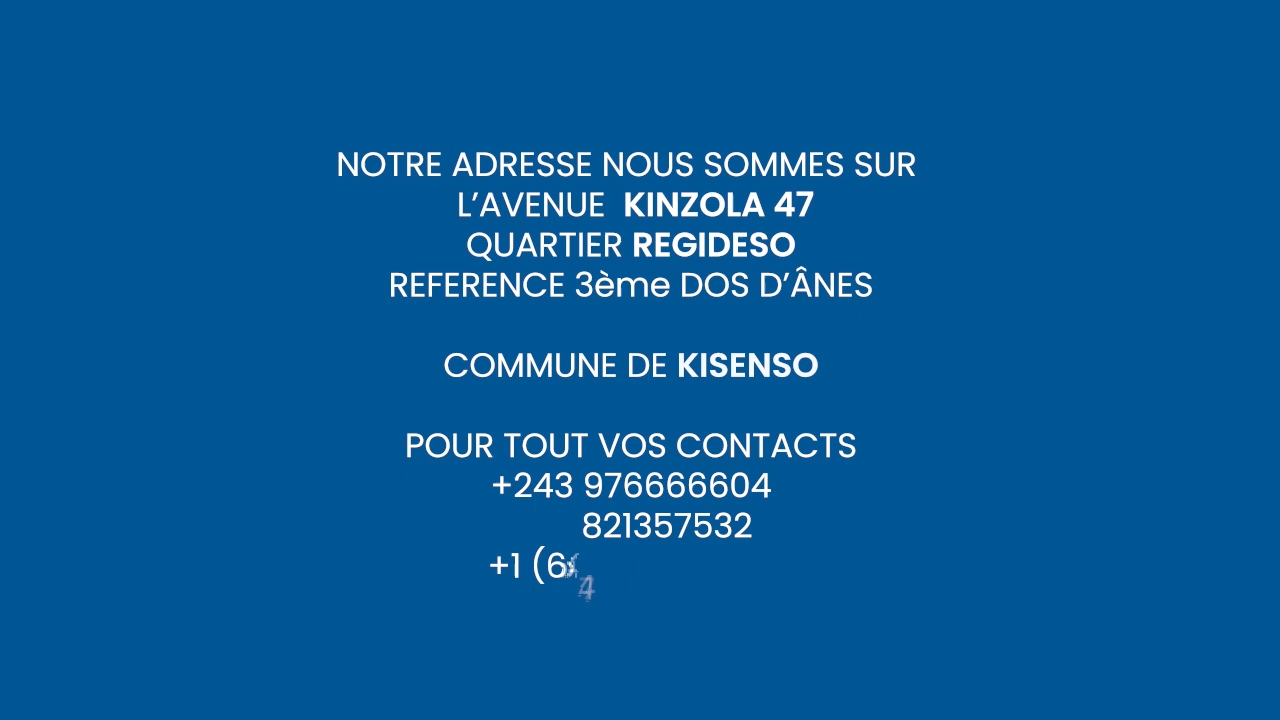 NOTRE ADRESSE NOUS SOMMES SUR
L’AVENUE KINZOLA 47
QUARTIER REGIDESO
REFERENCE 3ème DOS D’ÂNES
COMMUNE DE KISENSO
POUR TOUT VOS CONTACTS
+243 976666604
821357532
+1 (6